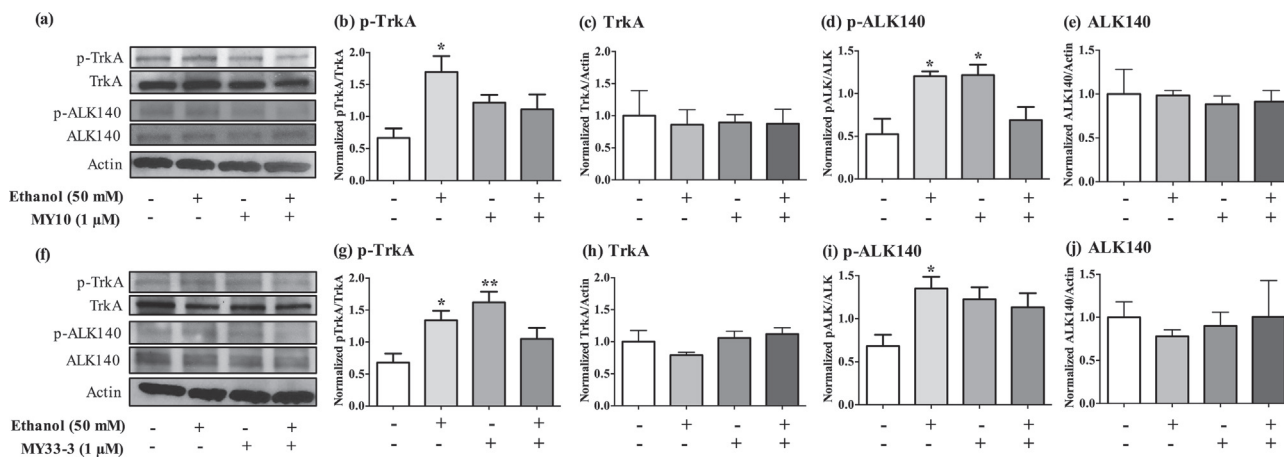 (a)
p-TrkA
TrkA
p-ALK140
ALK140
Actin
Ethanol (50 mM) - + - +
MY10 (1 µM) - - + +
(b) p-TrkA
Normalized pTrkA/TrkA
2.0
1.5
1.0
0.5
0.0
*
- + - +
- - + +
(c) TrkA
Normalized TrkA/Actin
2.0
1.5
1.0
0.5
0.0
- + - +
- - + +
(d) p-ALK140
Normalized pALK/ALK
1.5
1.0
0.5
0.0
* *
- + - +
- - + +
(e) ALK140
Normalized ALK140/Actin
1.5
1.0
0.5
0.0
- + - +
- - + +
(f)
p-TrkA
TrkA
p-ALK140
ALK140
Actin
Ethanol (50 mM) - + - +
MY33-3 (1 µM) - - + +
(g) p-TrkA
Normalized pTrkA/TrkA
2.0
1.5
1.0
0.5
0.0
* **
- + - +
- - + +
(h) TrkA
Normalized TrkA/Actin
2.0
1.5
1.0
0.5
0.0
- + - +
- - + +
(i) p-ALK140
Normalized pALK/ALK
2.0
1.5
1.0
0.5
0.0
*
- + - +
- - + +
(j) ALK140
Normalized ALK140/Actin
1.5
1.0
0.5
0.0
- + - +
- - + +